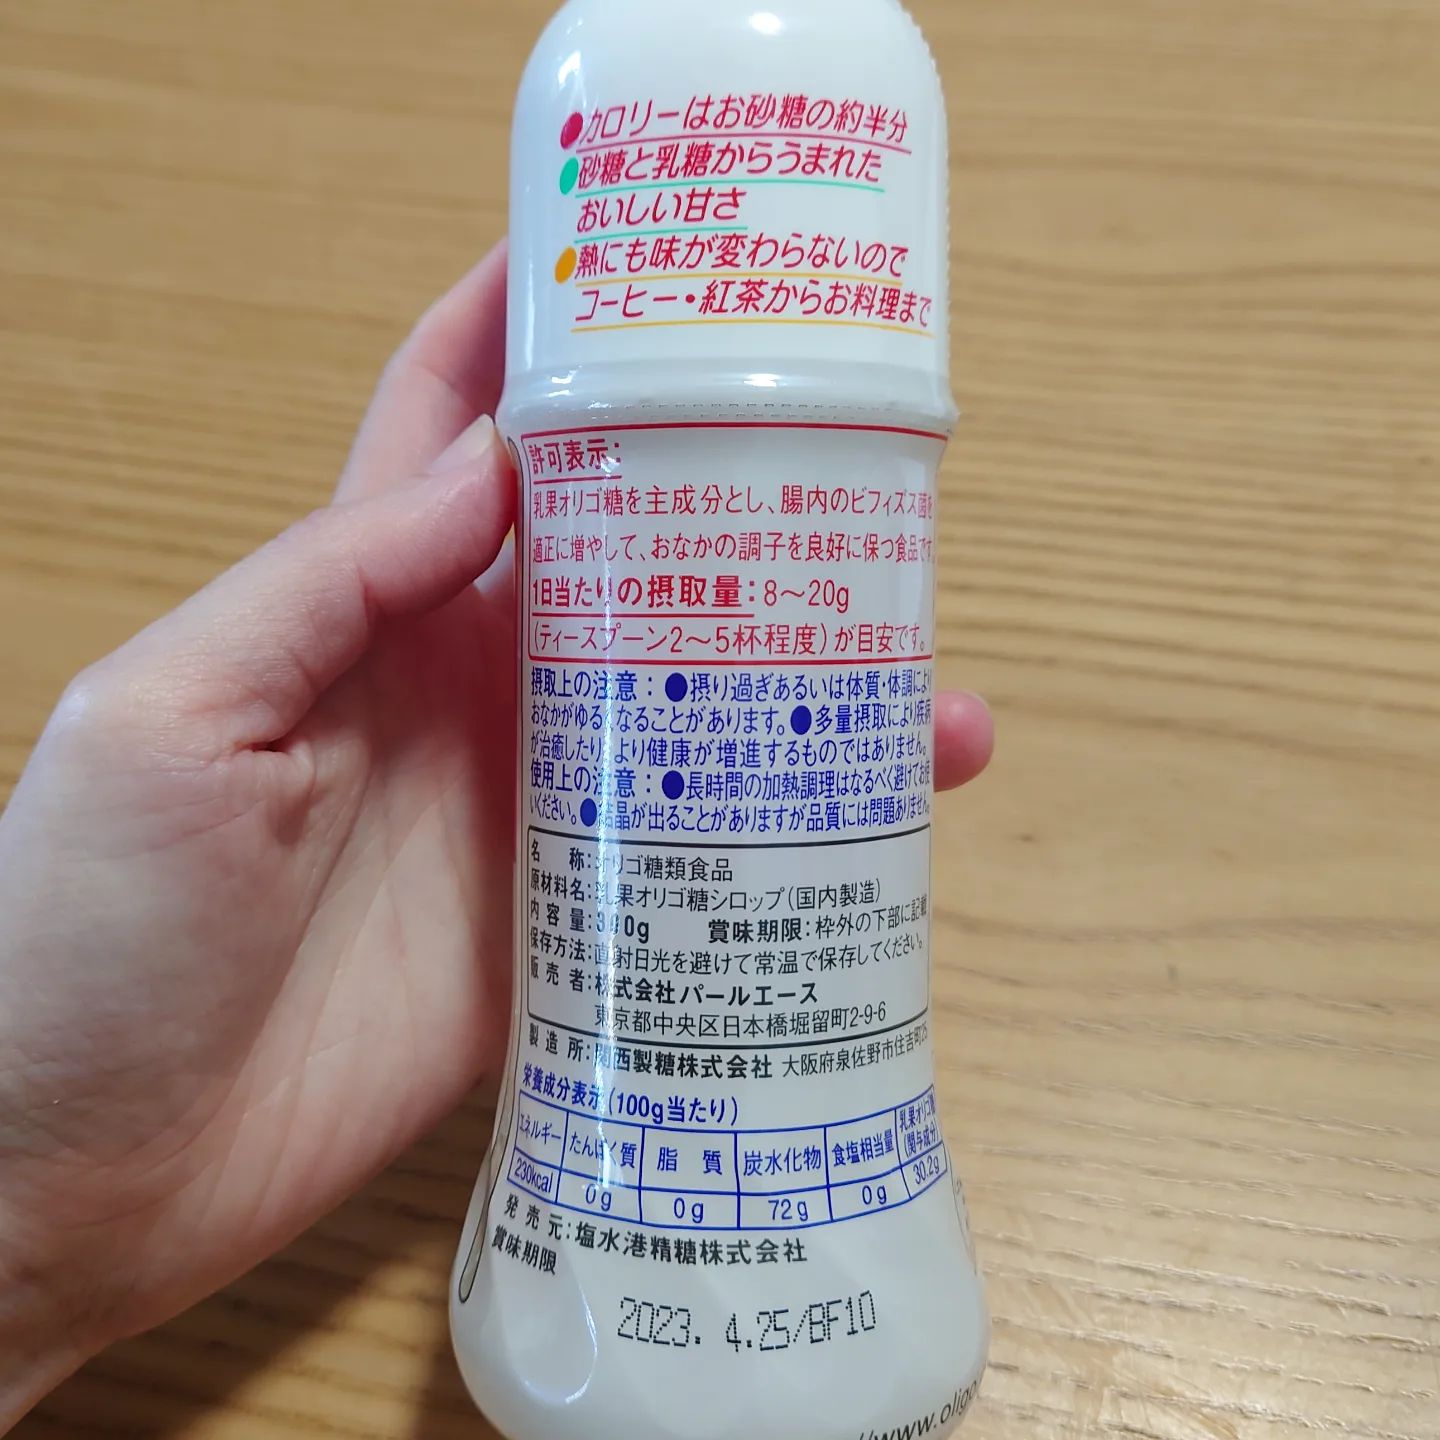 ●カロリーはお砂糖の約半分
●砂糖と乳糖からうまれた
おいしい甘さ
●熱にも味が変わらないので
コーヒー・紅茶からお料理まで
許可表示:
乳果オリゴ糖を主成分とし、腸内のビフィズス菌を
適正に増やして、おなかの調子を良好に保つ食品です。
1日当たりの摂取量:8〜20g
(ティースプーン2〜5杯程度)が目安です。
摂取上の注意:●摂り過ぎあるいは体質・体調により
おなかがゆるくなることがあります。●多量摂取により疾病
が治癒したり、より健康が増進するものではありません。
使用上の注意:●長時間の加熱調理はなるべく避けてお使
いください。●結晶が出ることがありますが品質には問題ありません。
名称:オリゴ糖類食品
原材料名:乳果オリゴ糖シロップ(国内製造)
内容量:300g 賞味期限:枠外の下部に記載
保存方法:直射日光を避けて常温で保存してください。
販売者:株式会社パールエース
東京都中央区日本橋堀留町2-9-6
製造所:関西製糖株式会社 大阪府泉佐野市住吉町25
栄養成分表示(100g当たり)
エネルギー たんぱく質 脂質 炭水化物 食塩相当量 乳果オリゴ糖
(関与成分)
230kcal 0g 0g 72g 0g 30.2g
発売元:塩水港精糖株式会社
賞味期限
2023. 4.25/BF10
//www.oligo